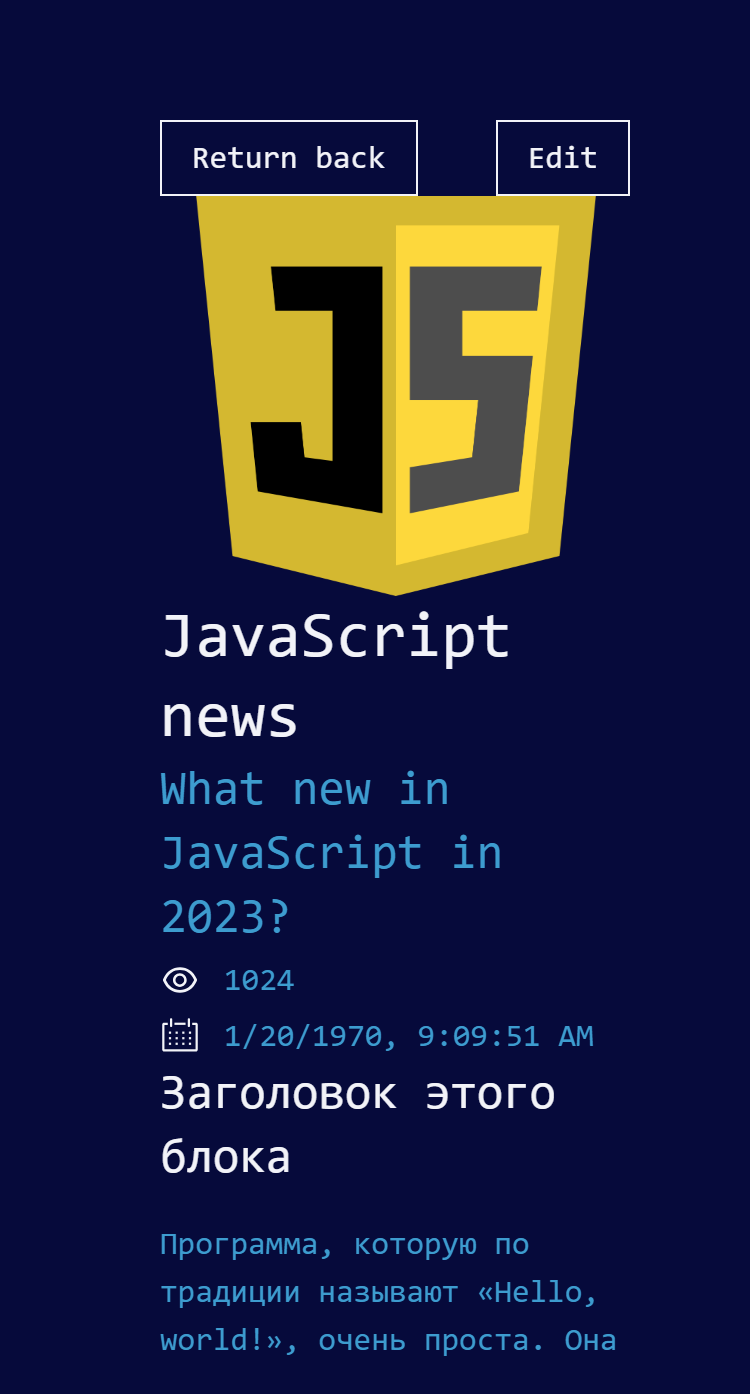 Return back Edit
JS
JavaScript
news
What new in
JavaScript in
2023?
1024
1/20/1970, 9:09:51 AM
Заголовок этого
блока
Программа, которую по
традиции называют «Hello,
world!», очень проста. Она